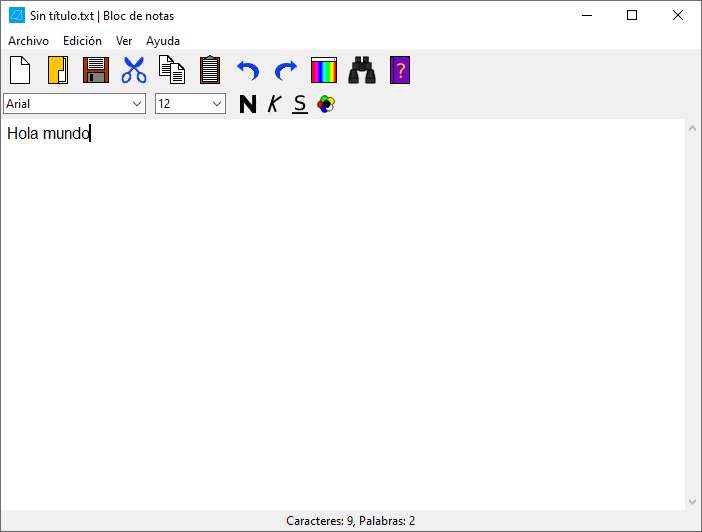 Sin título.txt | Bloc de notas
Archivo Edición Ver Ayuda
?
Arial 12 N K S
Hola mundo
Caracteres: 9, Palabras: 2